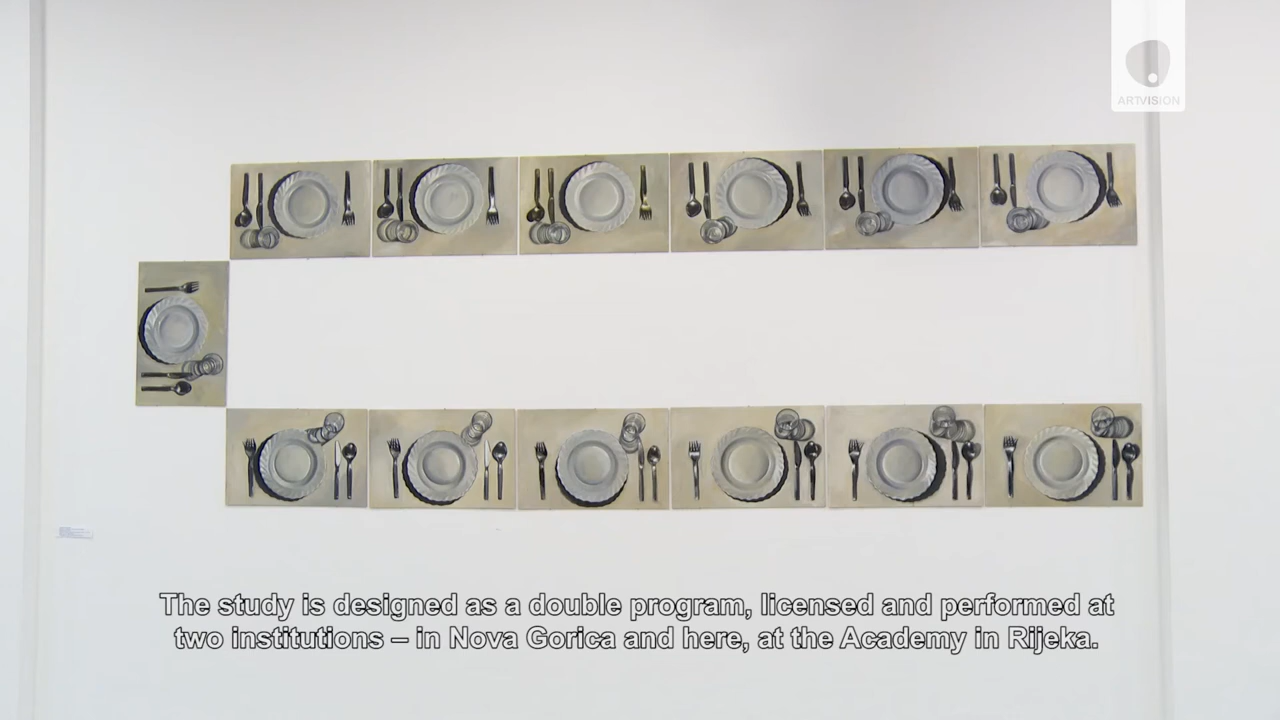 ARTVISION
The study is designed as a double program, licensed and performed at
two institutions – in Nova Gorica and here, at the Academy in Rijeka.